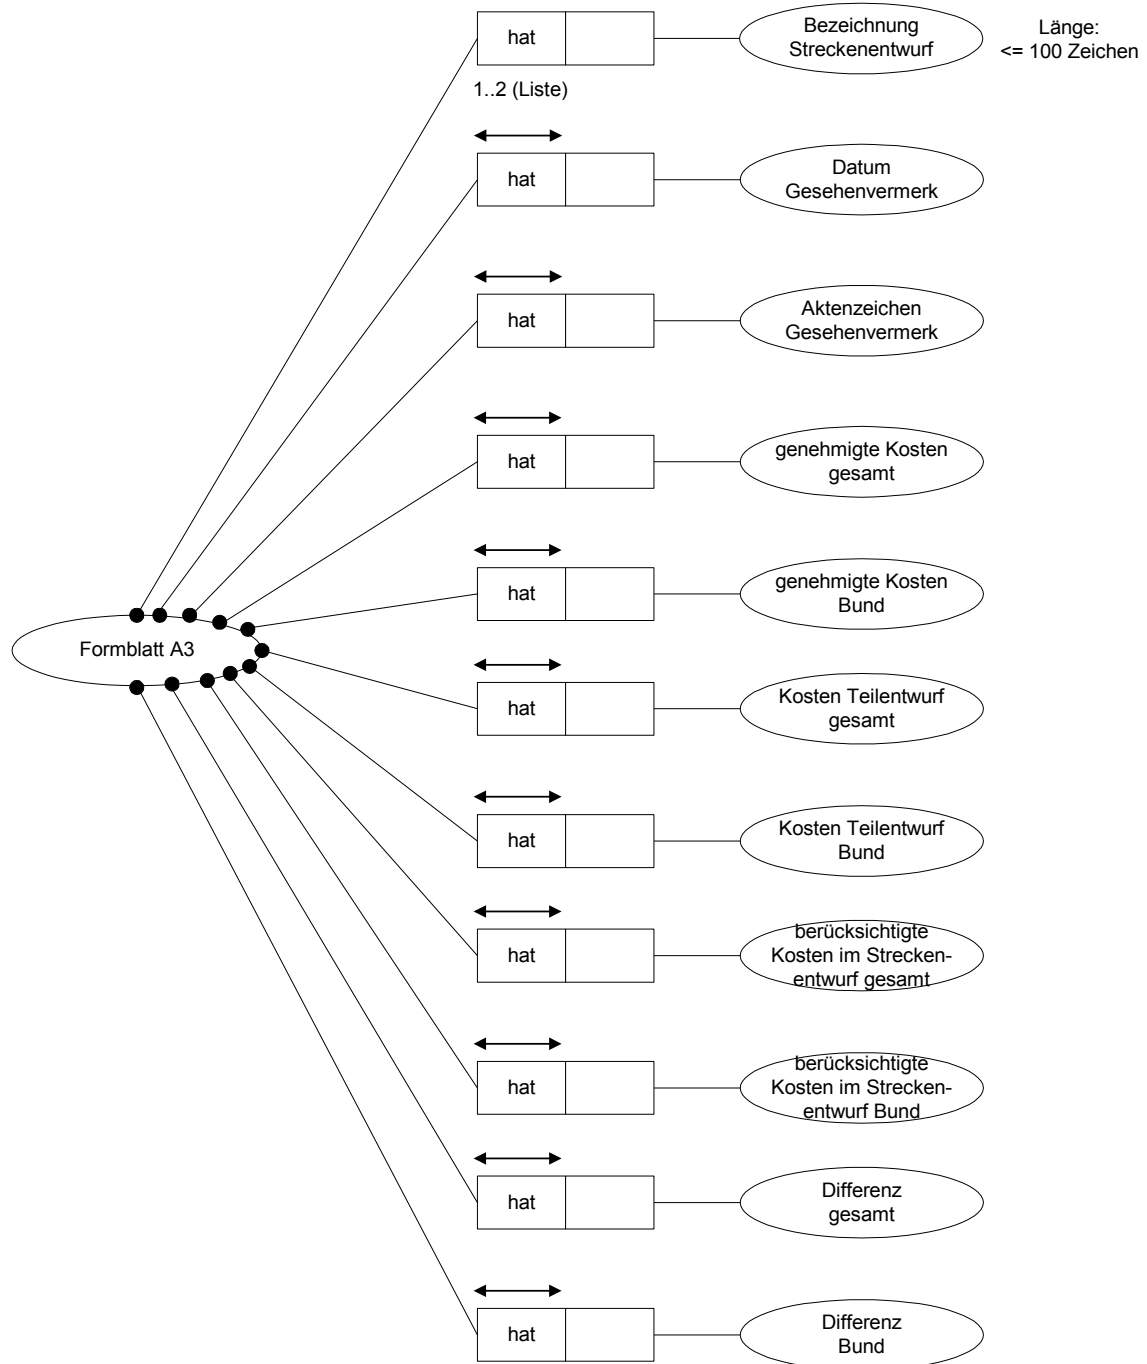 hat
Bezeichnung
Streckenentwurf
Länge:
<= 100 Zeichen
1..2 (Liste)
hat
Datum
Gesehenvermerk
hat
Aktenzeichen
Gesehenvermerk
hat
genehmigte Kosten
gesamt
hat
genehmigte Kosten
Bund
Formblatt A3
hat
Kosten Teilentwurf
gesamt
hat
Kosten Teilentwurf
Bund
hat
berücksichtigte
Kosten im Strecken-
entwurf gesamt
hat
berücksichtigte
Kosten im Strecken-
entwurf Bund
hat
Differenz
gesamt
hat
Differenz
Bund